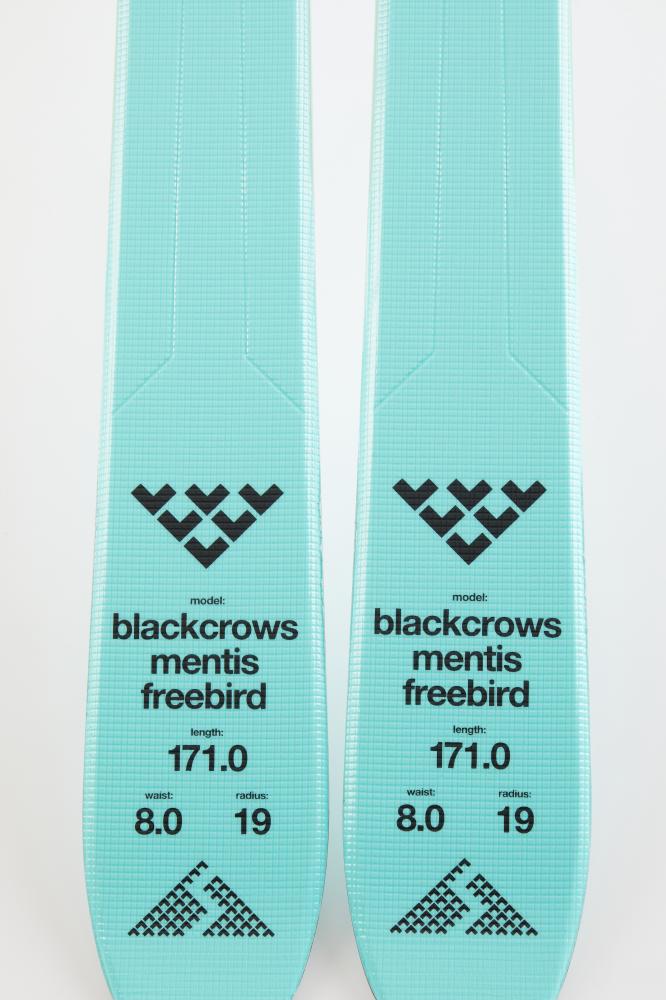 model:
blackcrows
mentis
freebird
length:
171.0
waist: radius:
8.0 19
model:
blackcrows
mentis
freebird
length:
171.0
waist: radius:
8.0 19